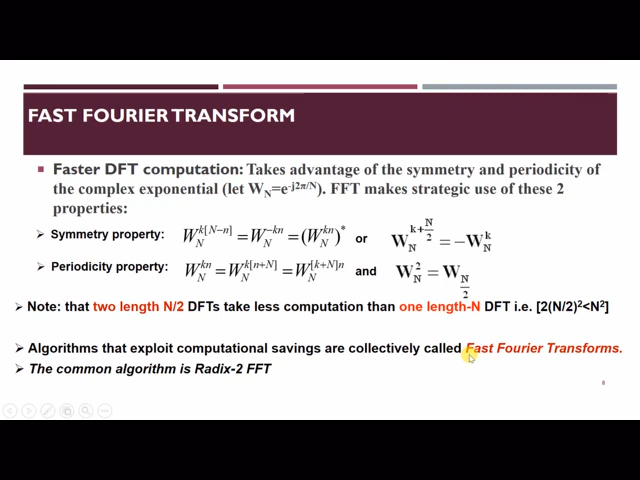 FAST FOURIER TRANSFORM
Faster DFT computation: Takes advantage of the symmetry and periodicity of
the complex exponential (let W_N=e^{-j2π/N}). FFT makes strategic use of these 2
properties:
➢ Symmetry property: W_N^{k[N−n]} = W_N^{−kn} = (W_N^{kn})^* or W_N^{k+N/2} = −W_N^k
➢ Periodicity property: W_N^{kn} = W_N^{k[n+N]} = W_N^{[k+N]n} and W_N^2 = W_{N/2}
➢ Note: that two length N/2 DFTs take less computation than one length-N DFT i.e. [2(N/2)²<N²]
➢ Algorithms that exploit computational savings are collectively called Fast Fourier Transforms.
➢ The common algorithm is Radix-2 FFT
8